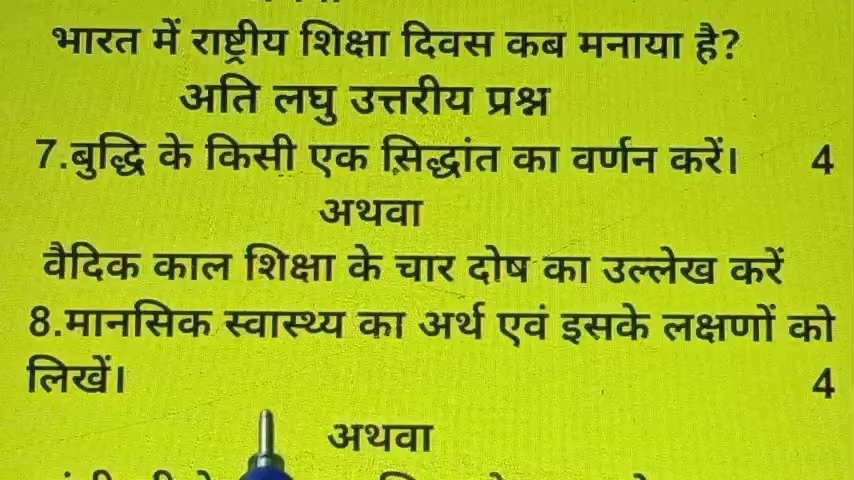 भारत में राष्ट्रीय शिक्षा दिवस कब मनाया है?
अति लघु उत्तरीय प्रश्न
7.बुद्धि के किसी एक सिद्धांत का वर्णन करें। 4
अथवा
वैदिक काल शिक्षा के चार दोष का उल्लेख करें
8.मानसिक स्वास्थ्य का अर्थ एवं इसके लक्षणों को
लिखें। 4
अथवा